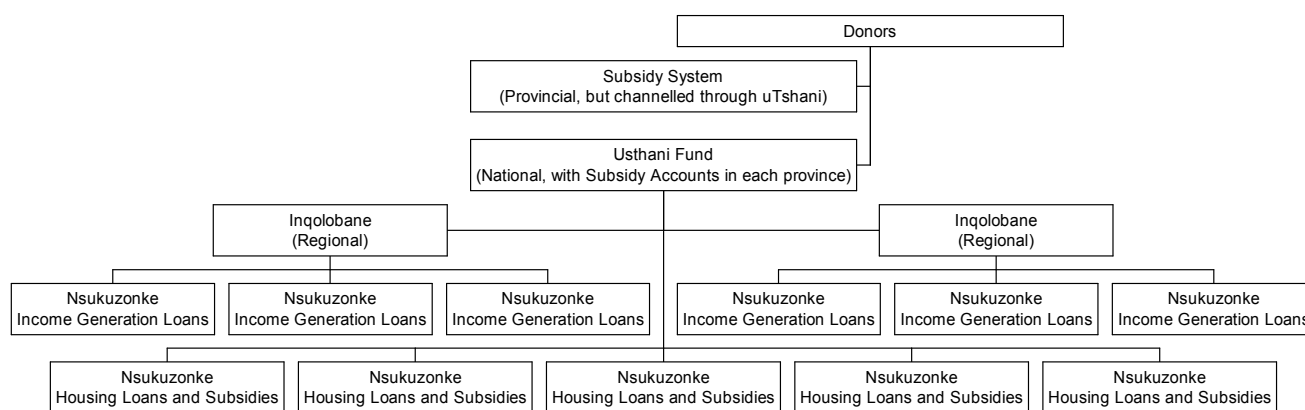 Donors
Subsidy System
(Provincial, but channelled through uTshani)
Usthani Fund
(National, with Subsidy Accounts in each province)
Inqolobane
(Regional)
Inqolobane
(Regional)
Nsukuzonke
Income Generation Loans
Nsukuzonke
Income Generation Loans
Nsukuzonke
Income Generation Loans
Nsukuzonke
Income Generation Loans
Nsukuzonke
Income Generation Loans
Nsukuzonke
Income Generation Loans
Nsukuzonke
Housing Loans and Subsidies
Nsukuzonke
Housing Loans and Subsidies
Nsukuzonke
Housing Loans and Subsidies
Nsukuzonke
Housing Loans and Subsidies
Nsukuzonke
Housing Loans and Subsidies